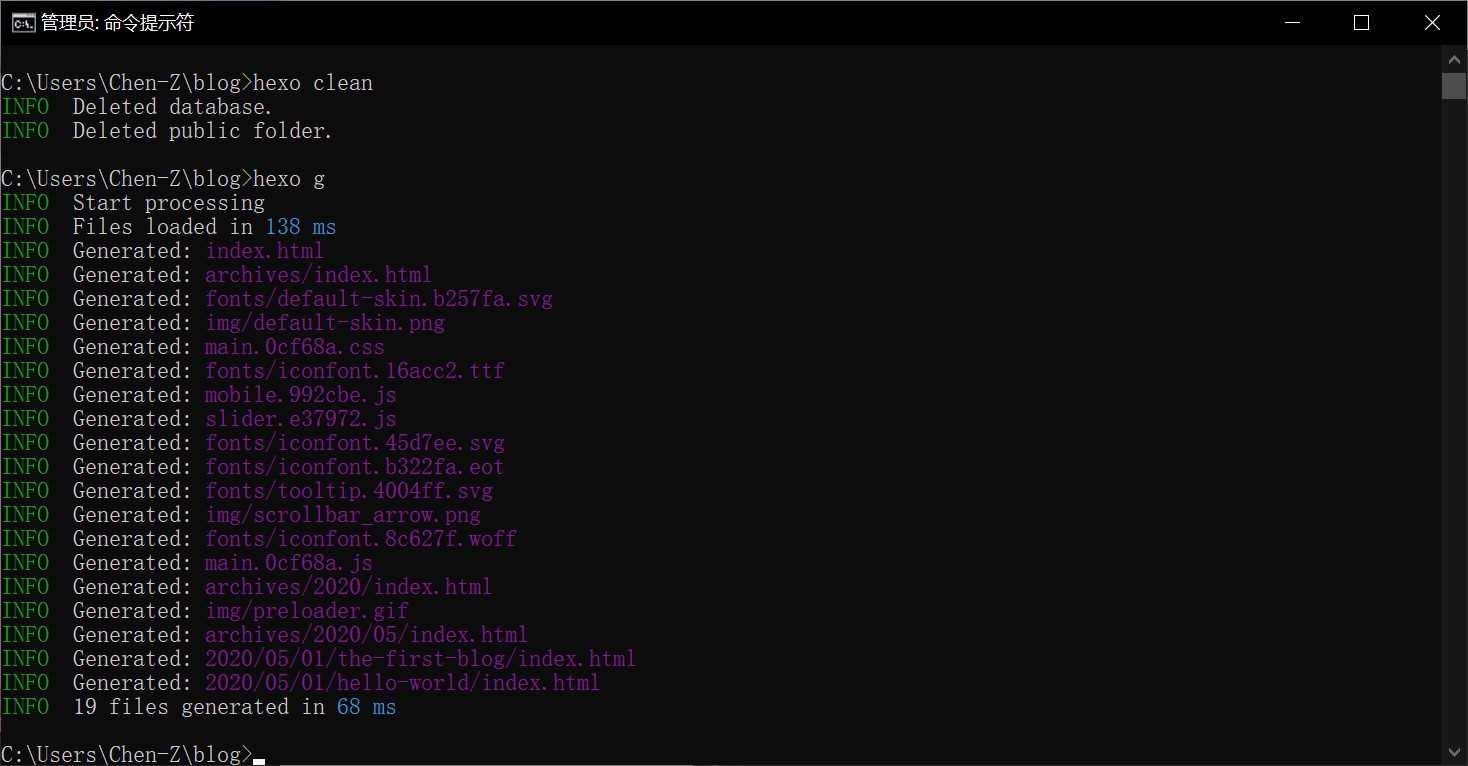 管理员: 命令提示符
C:\Users\Chen-Z\blog>hexo clean
INFO  Deleted database.
INFO  Deleted public folder.
C:\Users\Chen-Z\blog>hexo g
INFO  Start processing
INFO  Files loaded in 138 ms
INFO  Generated: index.html
INFO  Generated: archives/index.html
INFO  Generated: fonts/default-skin.b257fa.svg
INFO  Generated: img/default-skin.png
INFO  Generated: main.0cf68a.css
INFO  Generated: fonts/iconfont.16acc2.ttf
INFO  Generated: mobile.992cbe.js
INFO  Generated: slider.e37972.js
INFO  Generated: fonts/iconfont.45d7ee.svg
INFO  Generated: fonts/iconfont.b322fa.eot
INFO  Generated: fonts/tooltip.4004ff.svg
INFO  Generated: img/scrollbar_arrow.png
INFO  Generated: fonts/iconfont.8c627f.woff
INFO  Generated: main.0cf68a.js
INFO  Generated: archives/2020/index.html
INFO  Generated: img/preloader.gif
INFO  Generated: archives/2020/05/index.html
INFO  Generated: 2020/05/01/the-first-blog/index.html
INFO  Generated: 2020/05/01/hello-world/index.html
INFO  19 files generated in 68 ms
C:\Users\Chen-Z\blog>